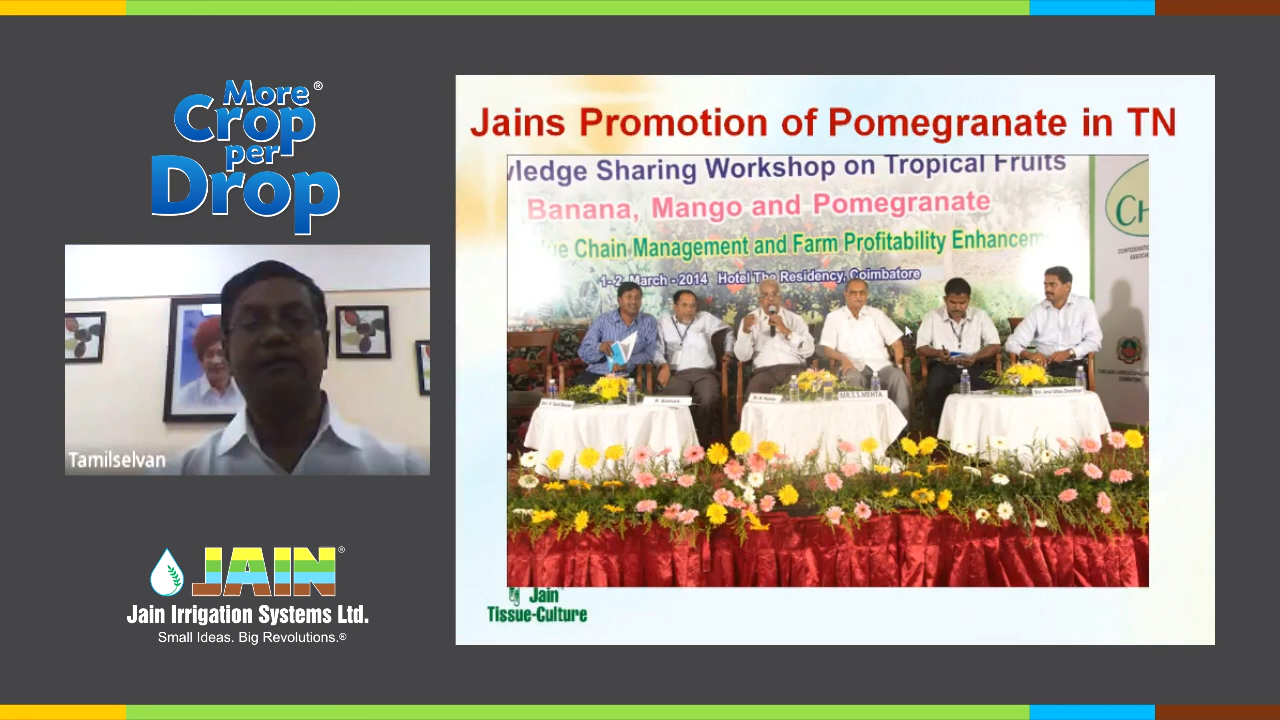 More®
Crop
per
Drop
Tamilselvan
JAIN®
Jain Irrigation Systems Ltd.
Small Ideas. Big Revolutions.®
Jains Promotion of Pomegranate in TN
Sharing Workshop on Tropical Fruits
Banana, Mango and Pomegranate
Chain Management and Farm Profitability Enhancem
1-2 March - 2014 Hotel The Residency, Coimbatore
CH
MR.S.S.MEHTA
Jain
Tissue-Culture